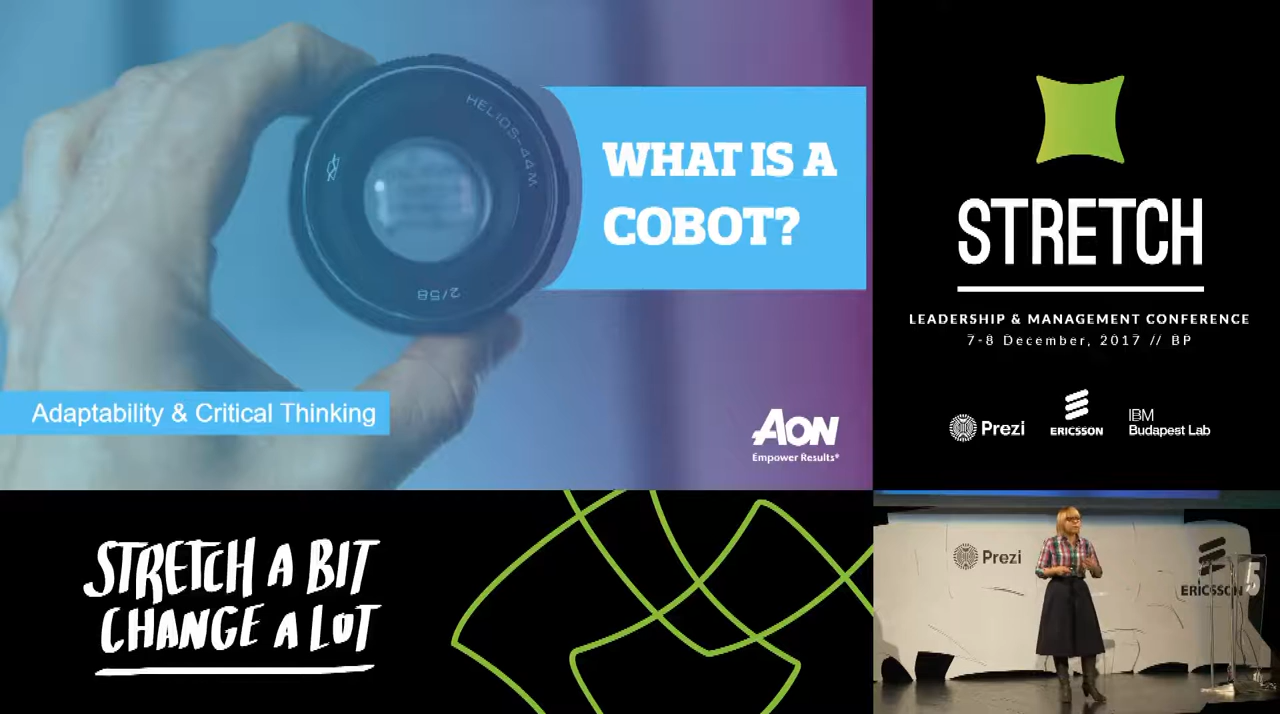 HELIOS-44M
2/58
WHAT IS A
COBOT?
Adaptability & Critical Thinking
AON
Empower Results®
STRETCH
LEADERSHIP & MANAGEMENT CONFERENCE
7-8 December, 2017 // BP
Prezi
ERICSSON
IBM
Budapest Lab
STRETCH A BIT
CHANGE A LOT
Prezi
ERICSSON
5